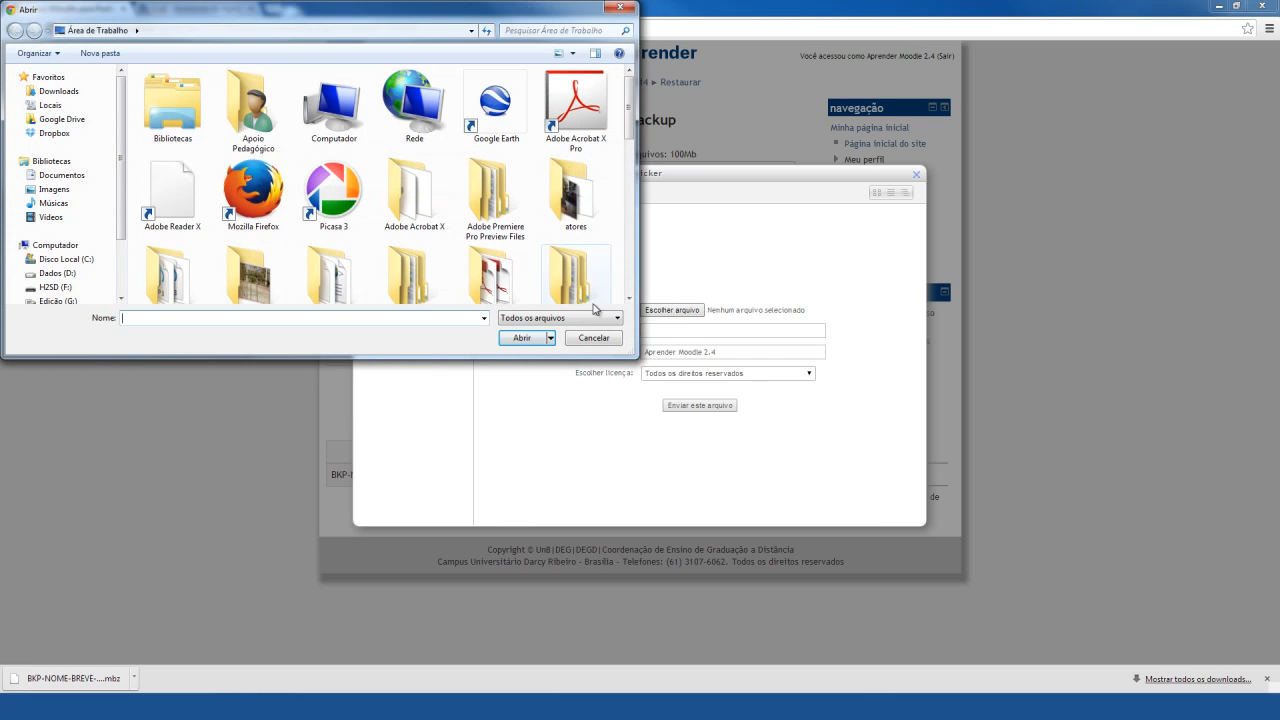 Abrir
Área de Trabalho
Pesquisar Área de Trabalho
Organizar
Nova pasta
Favoritos
Downloads
Locais
Google Drive
Dropbox
Bibliotecas
Documentos
Imagens
Músicas
Vídeos
Computador
Disco Local (C:)
Dados (D:)
H2SD (F:)
Edição (G:)
Bibliotecas
Apoio Pedagógico
Computador
Rede
Google Earth
Adobe Acrobat X Pro
Adobe Reader X
Mozilla Firefox
Picasa 3
Adobe Acrobat X
Adobe Premiere Pro Preview Files
atores
Nome:
Todos os arquivos
Abrir
Cancelar
render
Você acessou como Aprender Moodle 2.4 (Sair)
Restaurar
ackup
quivos: 100Mb
navegação
Minha página inicial
Página inicial do site
Meu perfil
icker
Escolher arquivo
Nenhum arquivo selecionado
Aprender Moodle 2.4
Escolher licença:
Todos os direitos reservados
Enviar este arquivo
BKP-N
de
Copyright © UnB|DEG|DEGD|Coordenação de Ensino de Graduação a Distância
Campus Universitário Darcy Ribeiro - Brasília - Telefones: (61) 3107-6062. Todos os direitos reservados
BKP-NOME-BREVE-....mbz
Mostrar todos os downloads...